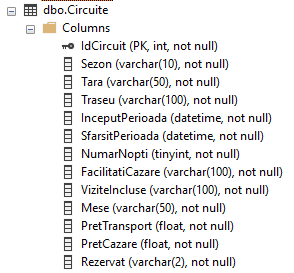 dbo.Circuite
Columns
IdCircuit (PK, int, not null)
Sezon (varchar(10), not null)
Tara (varchar(50), not null)
Traseu (varchar(100), not null)
InceputPerioada (datetime, not null)
SfarsitPerioada (datetime, not null)
NumarNopti (tinyint, not null)
FacilitatiCazare (varchar(100), not null)
ViziteIncluse (varchar(100), not null)
Mese (varchar(50), not null)
PretTransport (float, not null)
PretCazare (float, not null)
Rezervat (varchar(2), not null)